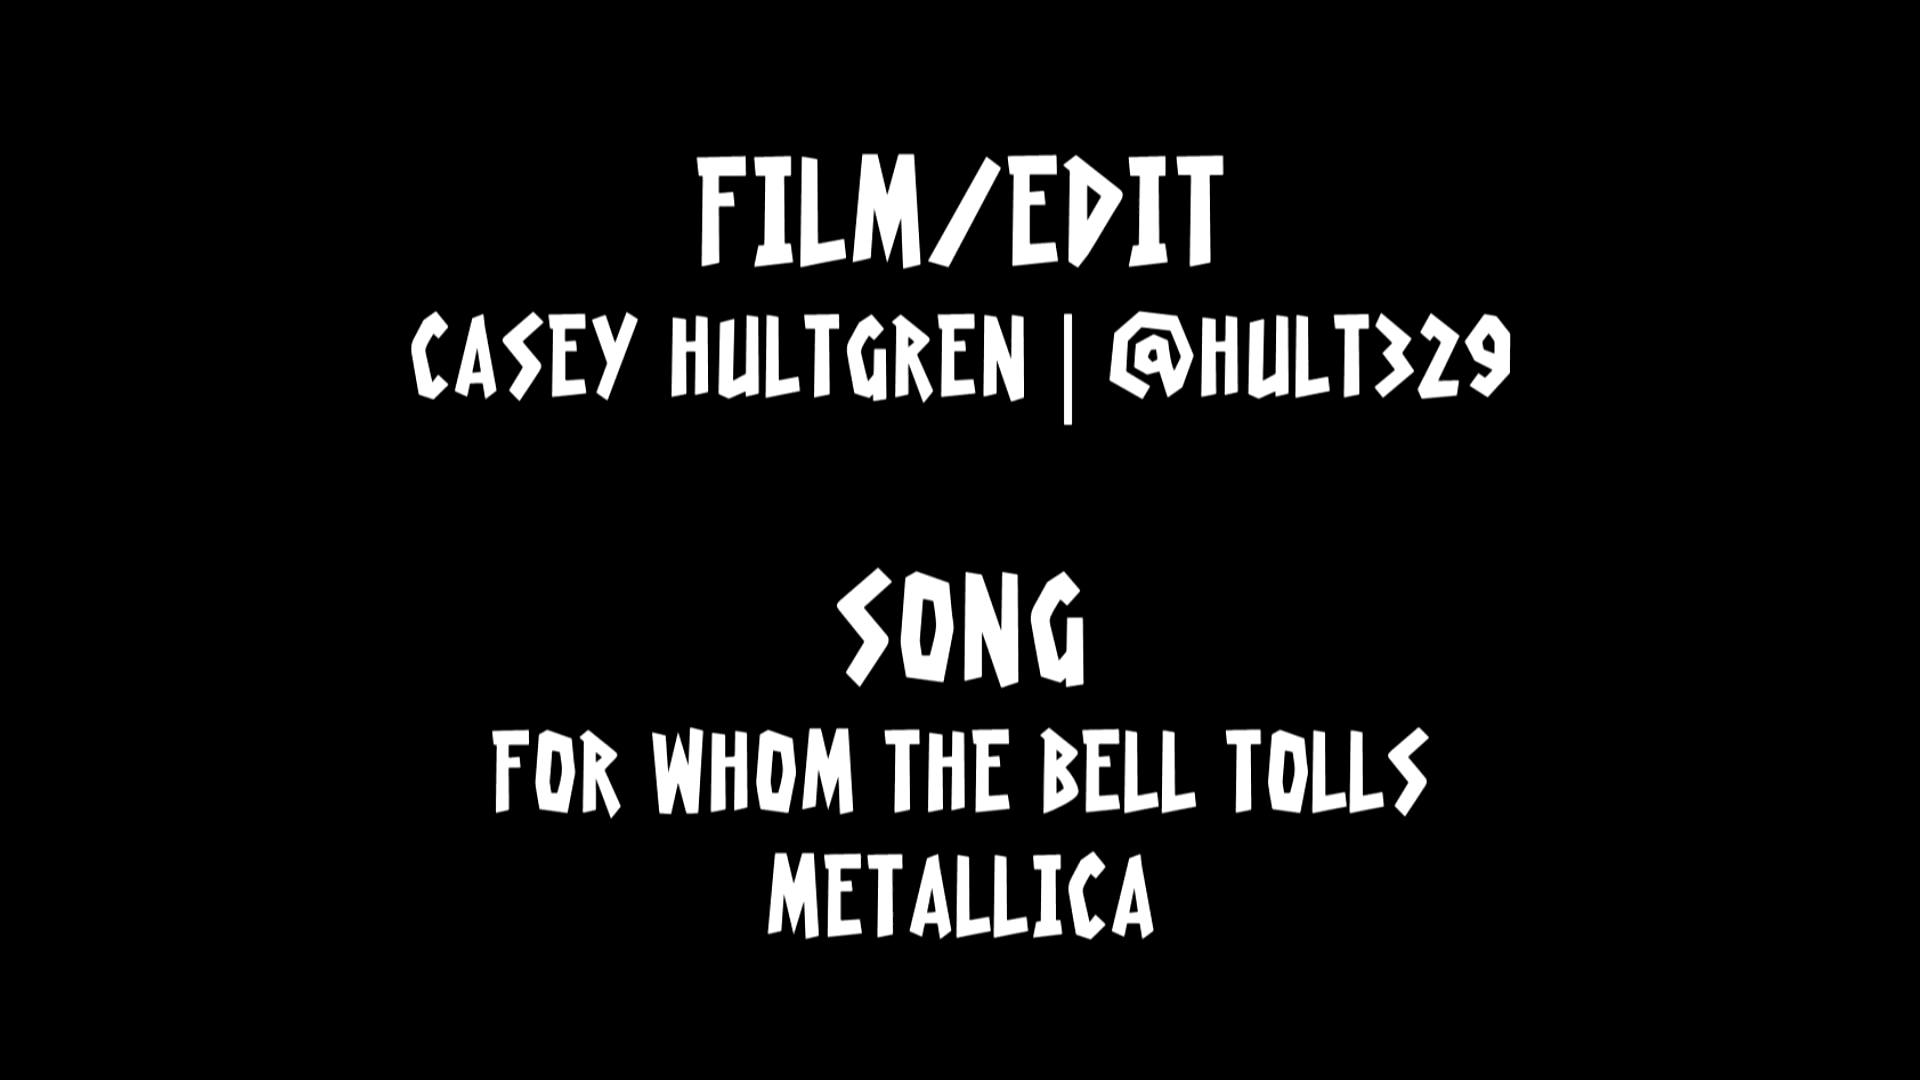 FILM/EDIT
CASEY HULTGREN | @HULT329
SONG
FOR WHOM THE BELL TOLLS
METALLICA